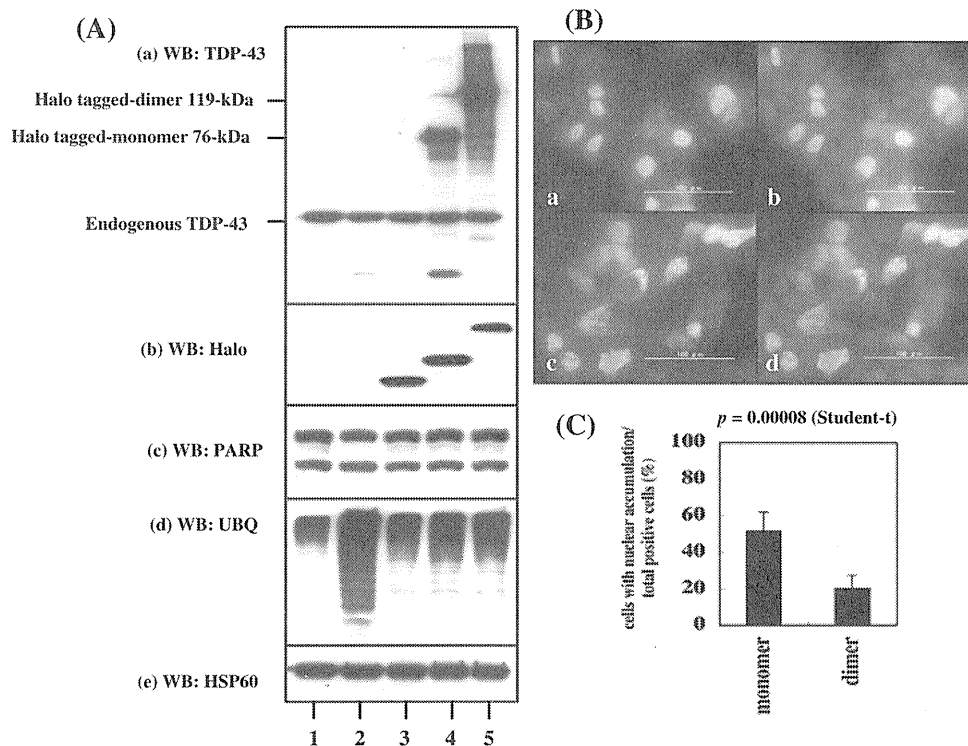 (A)
(a) WB: TDP-43
Halo tagged-dimer 119-kDa
Halo tagged-monomer 76-kDa
Endogenous TDP-43
(b) WB: Halo
(c) WB: PARP
(d) WB: UBQ
(e) WB: HSP60
1 2 3 4 5
(B)
a
b
c
d
(C)
p = 0.00008 (Student-t)
cells with nuclear accumulation/
total positive cells (%)
100
80
60
40
20
0
monomer
dimer